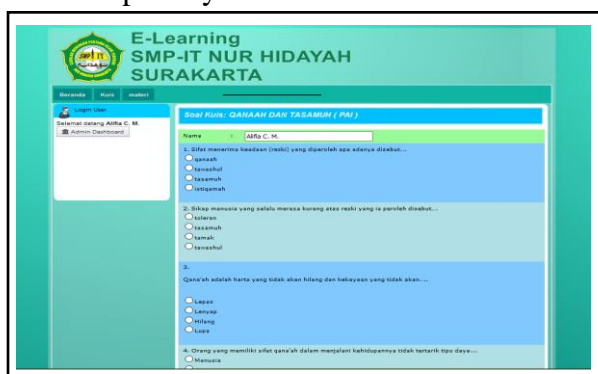 E-Learning
SMP-IT NUR HIDAYAH
SURAKARTA
Beranda Kuis materi
Login User
Selamat datang Alifia C. M.
Admin Dashboard
Soal Kuis: QANAAH DAN TASAMUH ( PAI )
Nama : Alifia C. M.
1. Sifat menerima keadaan (rezki) yang diperoleh apa adanya disebut...
qanaah
tawashul
tasamuh
istiqamah
2. Sikap manusia yang selalu merasa kurang atas rezki yang ia peroleh disebut...
toleran
tasamuh
tamak
tawashul
3.
Qana'ah adalah harta yang tidak akan hilang dan kekayaan yang tidak akan....
Lepas
Lenyap
Hilang
Lupa
4. Orang yang memiliki sifat qana'ah dalam menjalani kehidupannya tidak tertarik tipu daya...
Manusia